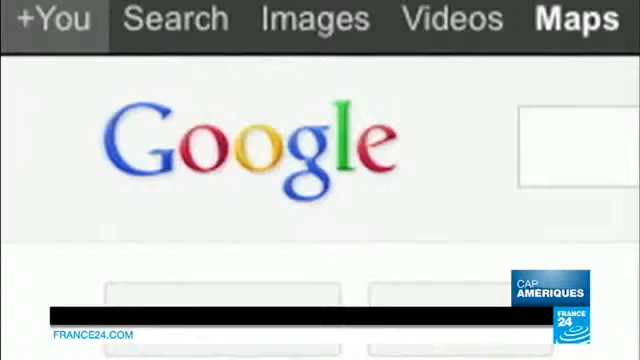 +You Search Images Videos Maps
Google
CAP
AMÉRIQUES
FRANCE
24
FRANCE24.COM